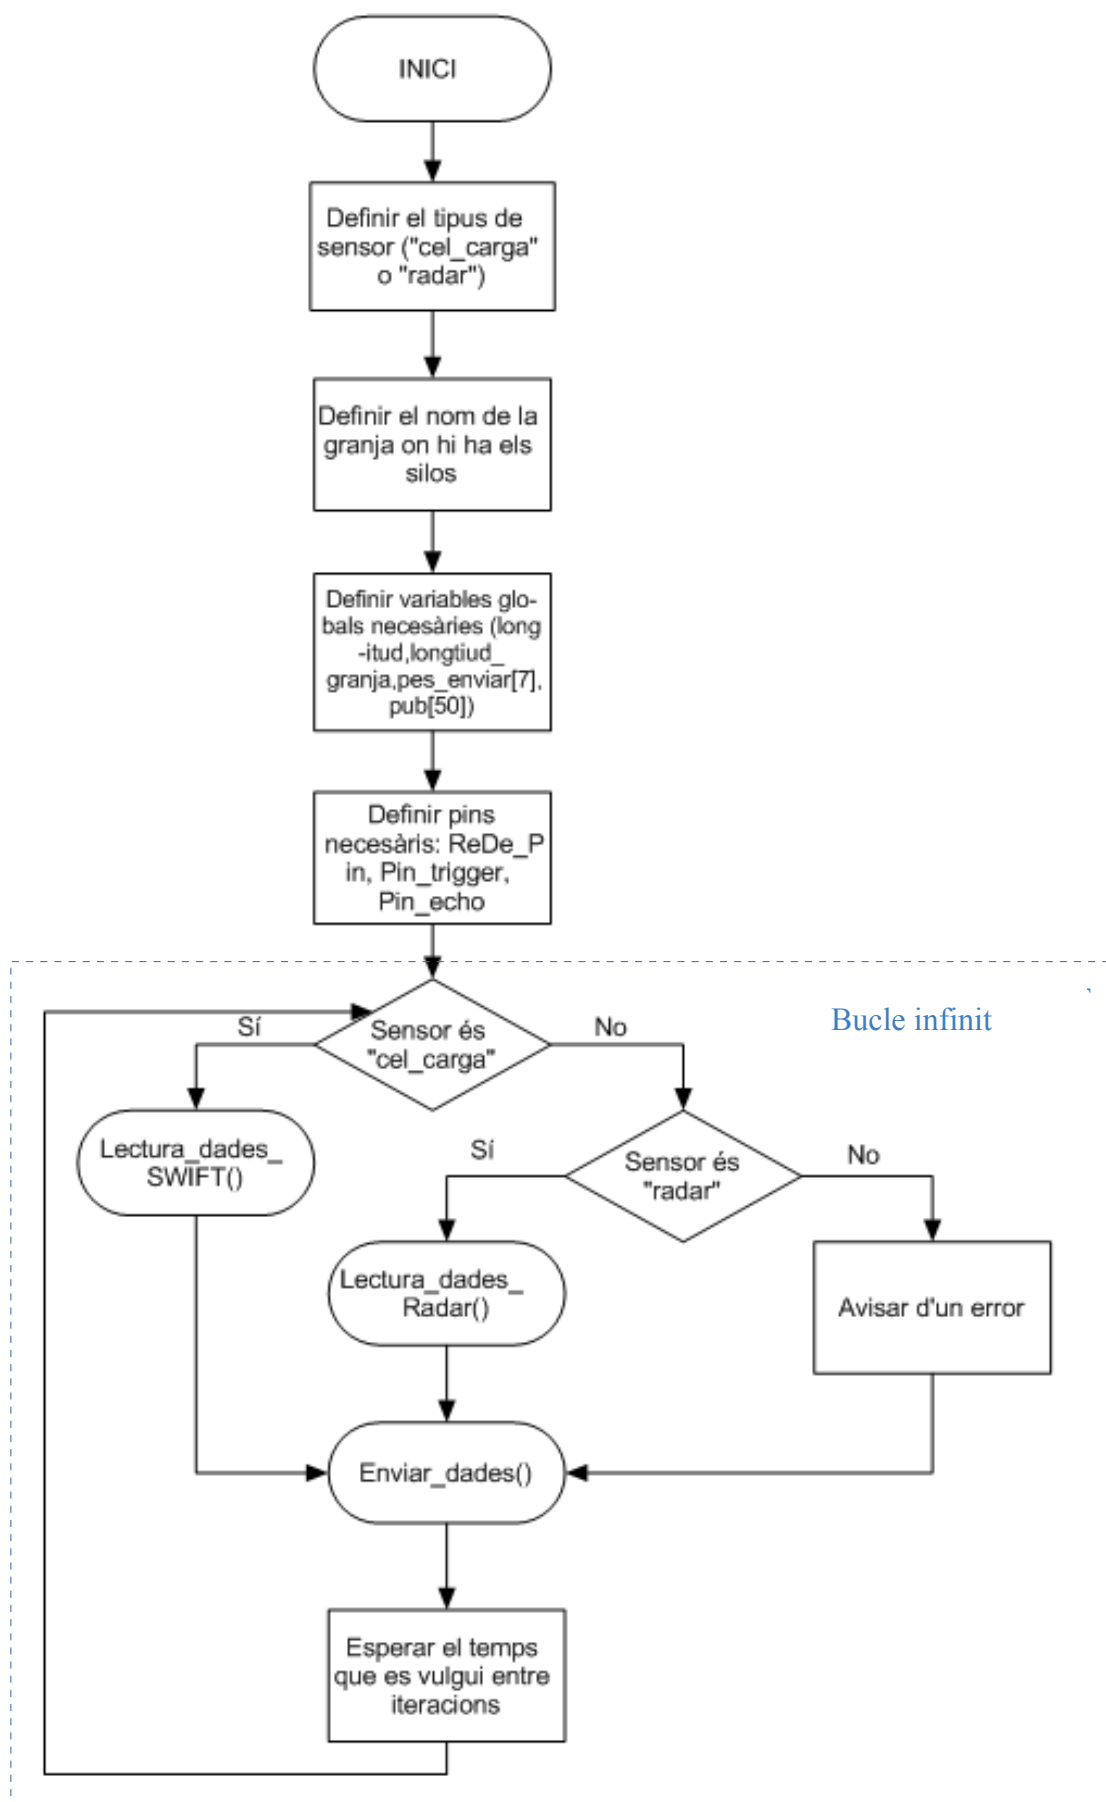 INICI
Definir el tipus de
sensor ("cel_carga"
o "radar")
Definir el nom de la
granja on hi ha els
silos
Definir variables glo-
bals necesàries (long
-itud,longtiud_
granja,pes_enviar[7],
pub[50])
Definir pins
necesàris: ReDe_P
in, Pin_trigger,
Pin_echo
Bucle infinit
Sensor és
"cel_carga"
Sí
No
Lectura_dades_
SWIFT()
Sensor és
"radar"
Sí
No
Lectura_dades_
Radar()
Avisar d'un error
Enviar_dades()
Esperar el temps
que es vulgui entre
iteracions